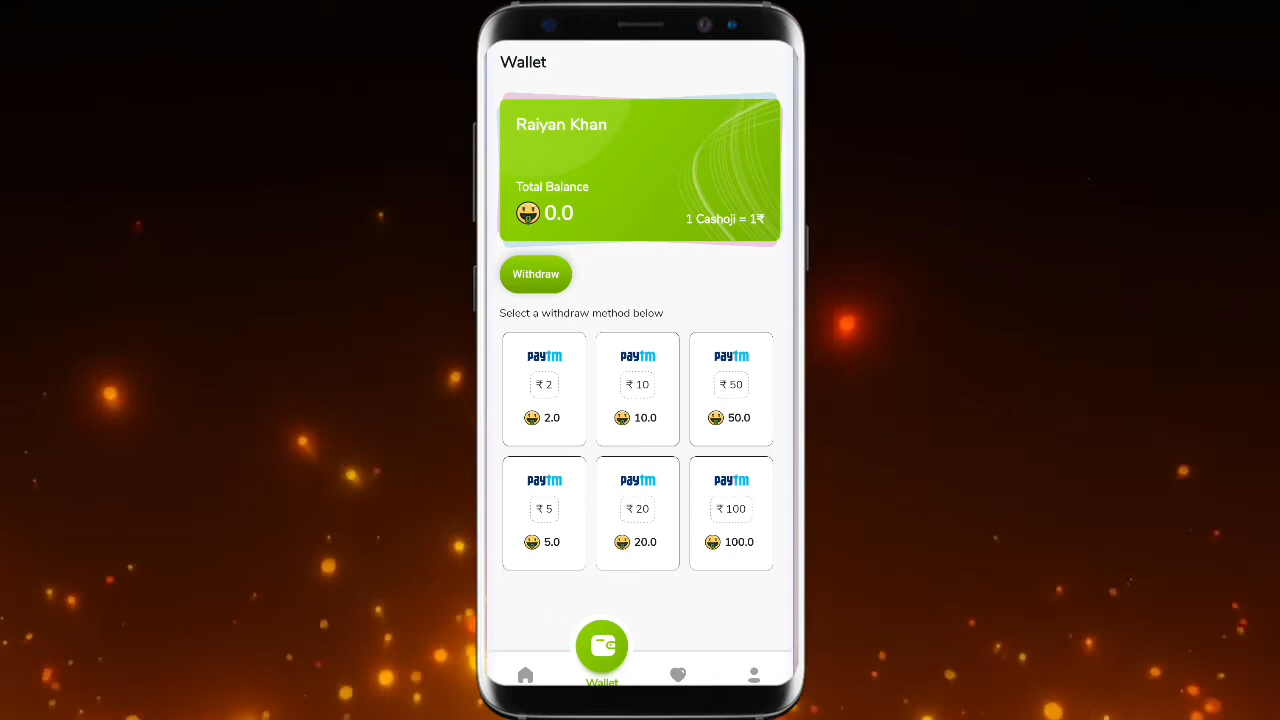 Wallet
Raiyan Khan
Total Balance
0.0
1 Cashoji = 1₹
Withdraw
Select a withdraw method below
paytm paytm paytm
₹ 2 ₹ 10 ₹ 50
2.0 10.0 50.0
paytm paytm paytm
₹ 5 ₹ 20 ₹ 100
5.0 20.0 100.0
Wallet